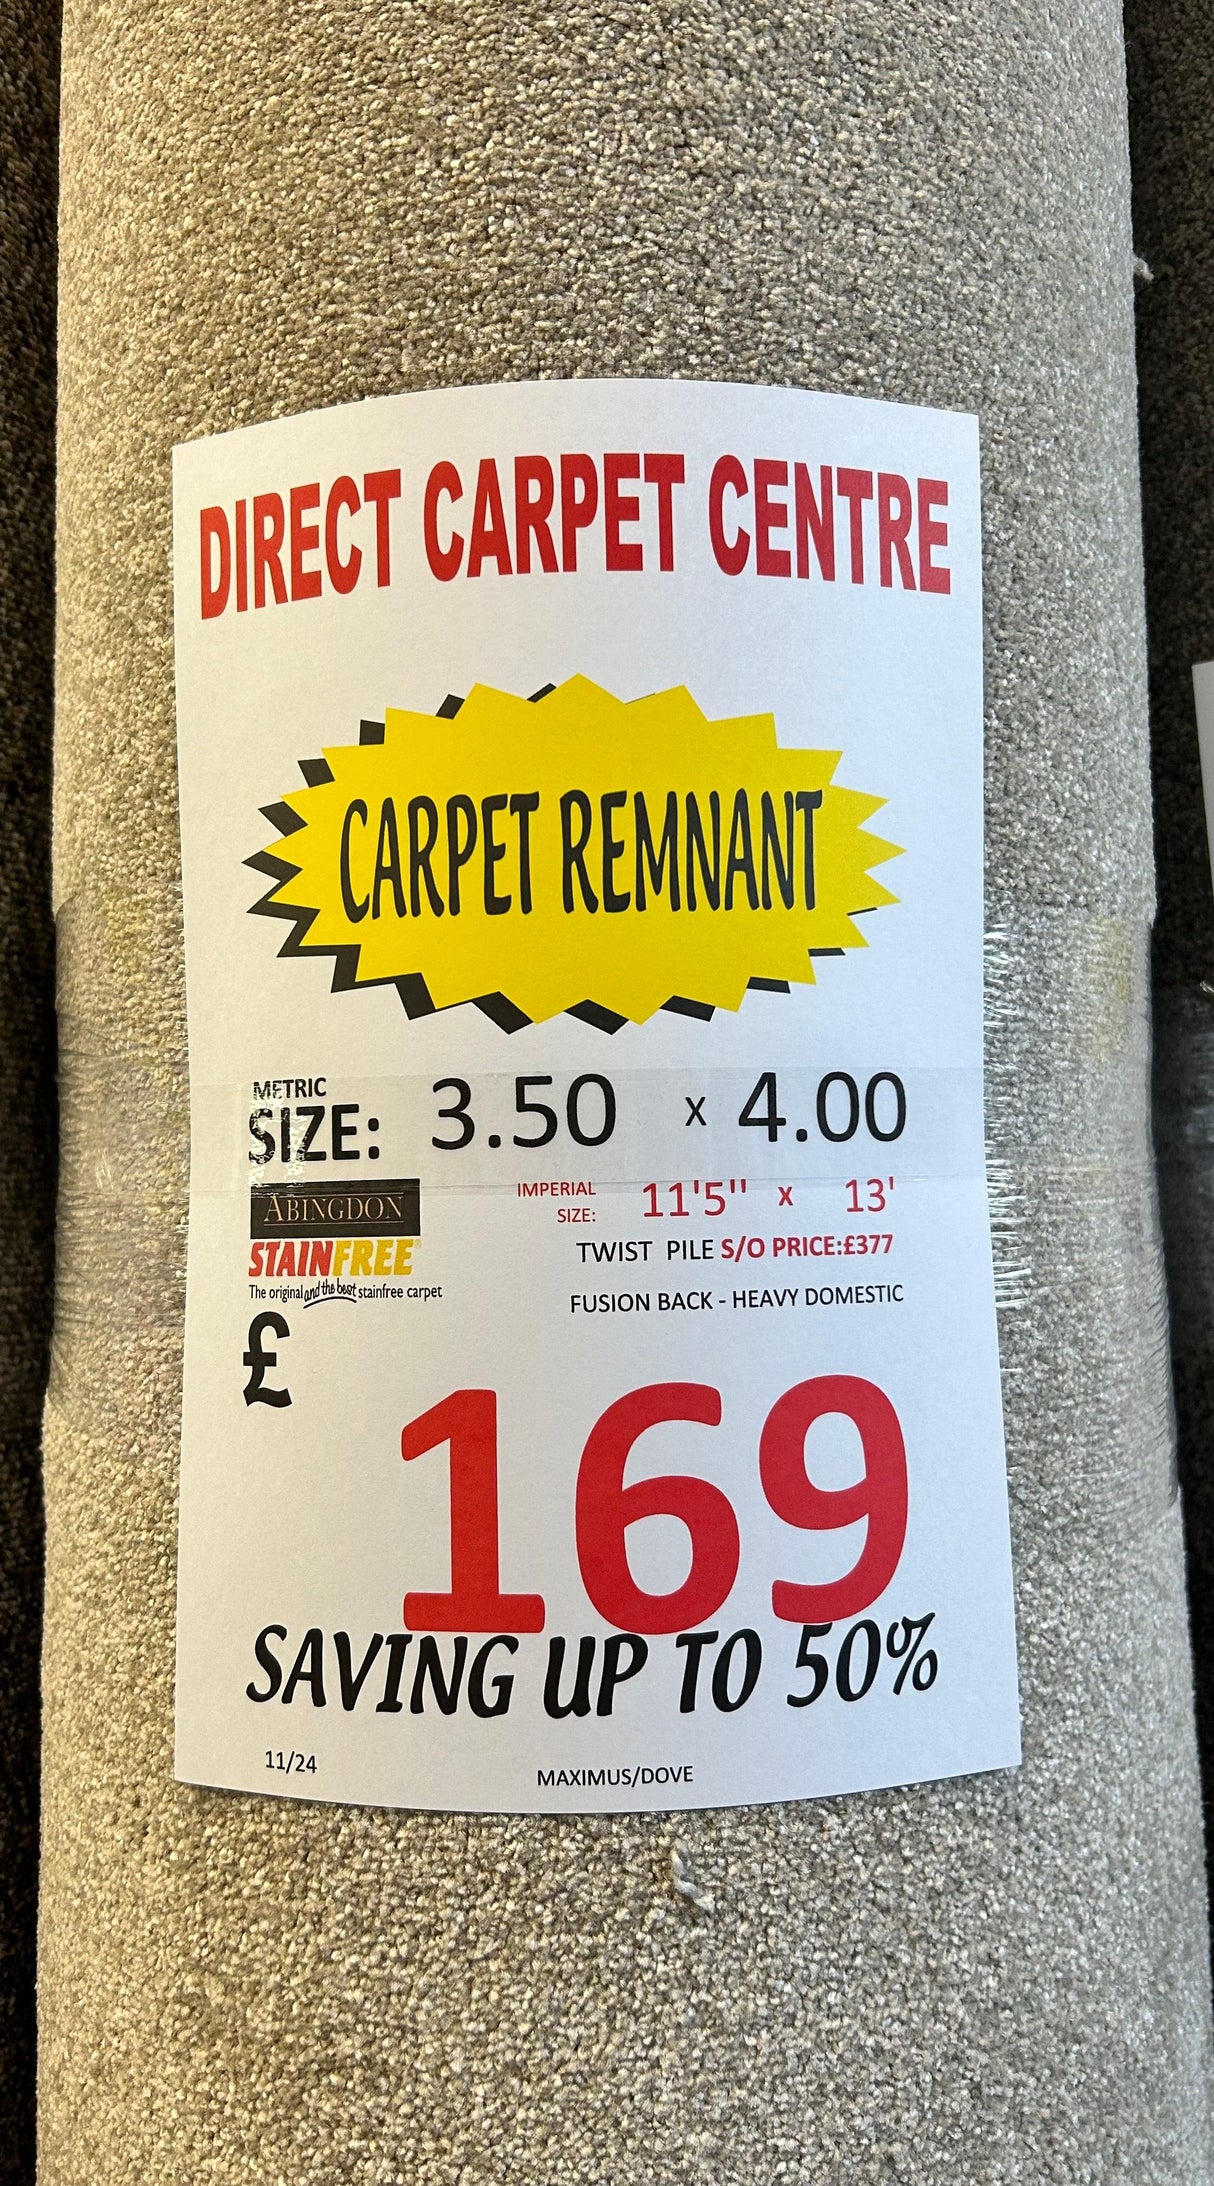 DIRECT CARPET CENTRE
CARPET REMNANT
METRIC
SIZE: 3.50 x 4.00
ABINGDON
STAINFREE
The original and the best stainfree carpet
IMPERIAL
SIZE: 11'5'' x 13'
TWIST PILE S/O PRICE:£377
FUSION BACK - HEAVY DOMESTIC
£
169
SAVING UP TO 50%
11/24
MAXIMUS/DOVE